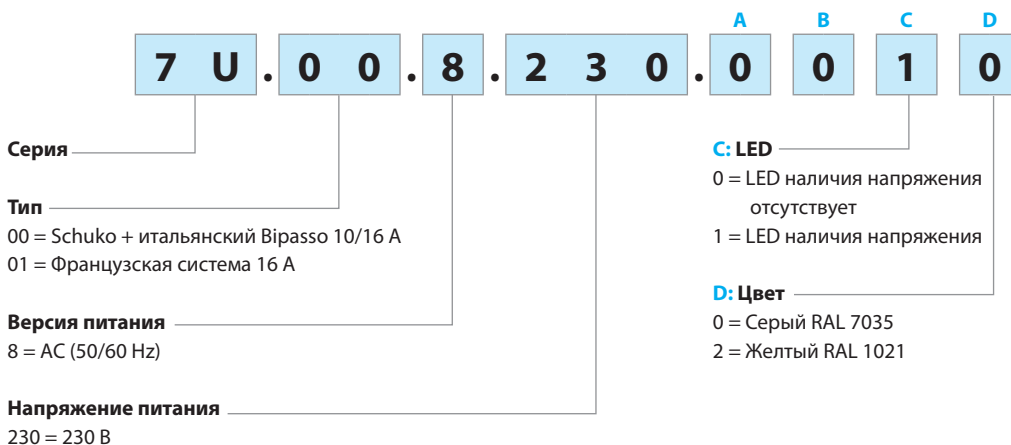 A B C D
7 U . 0 0 . 8 . 2 3 0 . 0 0 1 0
Серия
Тип
00 = Schuko + итальянский Bipasso 10/16 A
01 = Французская система 16 A
Версия питания
8 = AC (50/60 Hz)
Напряжение питания
230 = 230 В
C: LED
0 = LED наличия напряжения
отсутствует
1 = LED наличия напряжения
D: Цвет
0 = Серый RAL 7035
2 = Желтый RAL 1021